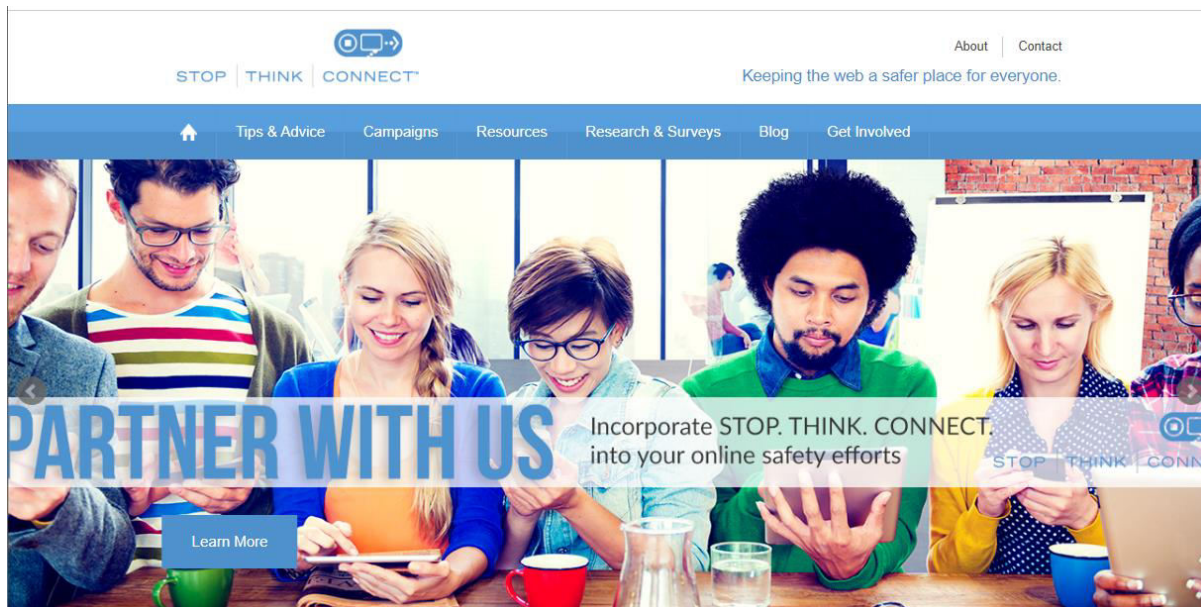 About Contact
STOP THINK CONNECT™
Keeping the web a safer place for everyone.
Tips & Advice Campaigns Resources Research & Surveys Blog Get Involved
PARTNER WITH US
Incorporate STOP. THINK. CONNECT.
into your online safety efforts
STOP THINK CONN
Learn More